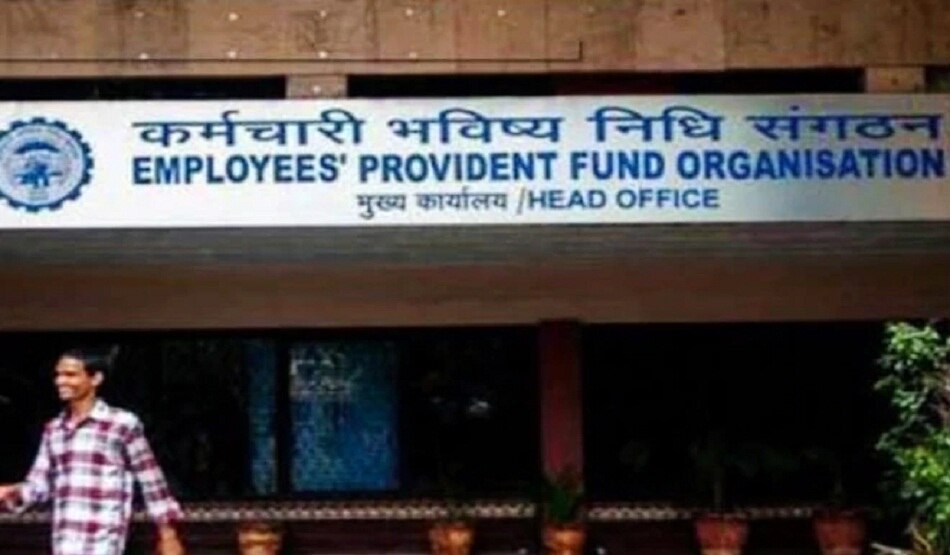 कर्मचारी भविष्य निधि संगठन
EMPLOYEES' PROVIDENT FUND ORGANISATION
मुख्य कार्यालय /HEAD OFFICE